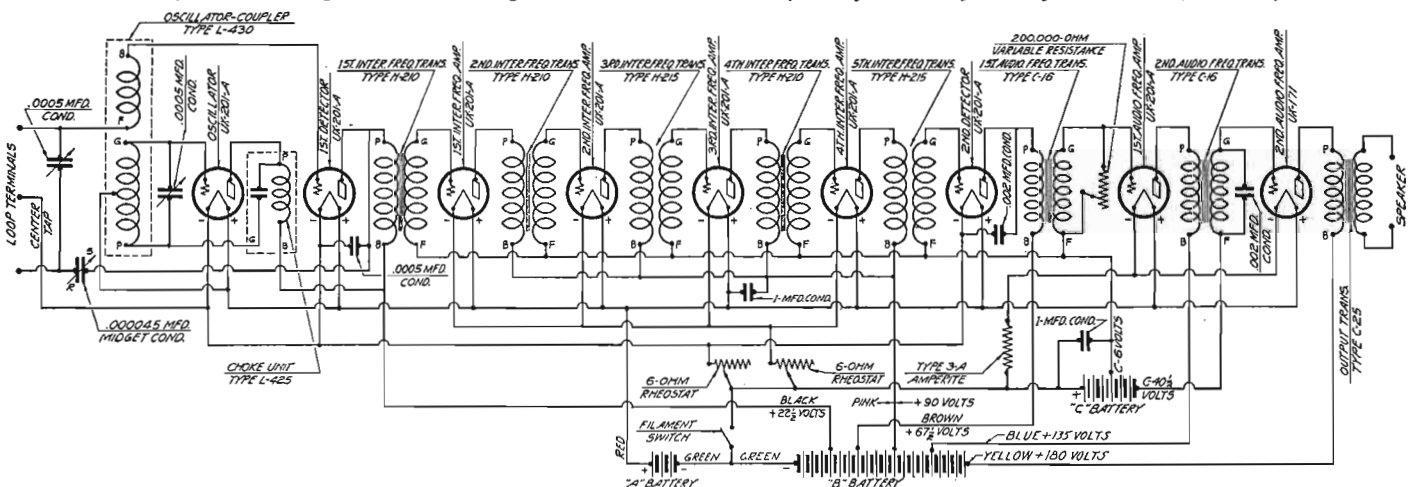 OSCILLATOR-COUPLER
TYPE L-430
.0005 MFD.
COND.
.0005 MFD.
COND.
OSCILLATOR
UX-201-A
1ST. DETECTOR
UX-201-A
1ST. INTER FREQ. TRANS.
TYPE H-210
1ST. INTER FREQ. AMP.
UX-201-A
2ND. INTER FREQ. TRANS.
TYPE H-210
2ND. INTER FREQ. AMP.
UX-201-A
3RD. INTER FREQ. TRANS.
TYPE H-215
3RD. INTER FREQ. AMP.
UX-201-A
4TH. INTER FREQ. TRANS.
TYPE H-210
4TH. INTER FREQ. AMP.
UX-201-A
5TH. INTER FREQ. TRANS.
TYPE H-215
2ND. DETECTOR
UX-201-A
.002 MFD. COND.
200,000-OHM
VARIABLE RESISTANCE
1ST. AUDIO FREQ. TRANS.
TYPE C-16
1ST. AUDIO FREQ. AMP.
UX-201-A
2ND. AUDIO FREQ. TRANS.
TYPE C-16
.002 MFD.
COND.
2ND. AUDIO FREQ. AMP.
UX-171
OUTPUT TRANS.
TYPE C-25
SPEAKER
LOOP TERMINALS
CENTER
TAP
B
F
G
P
P
G
B
P G
B F
P G
B F
P G
B F
P G
B F
P G
B F
P G
B F
P G
B F
P
B
- +
- +
- +
- +
- +
- +
- +
- +
- +
S
R
.000045 MFD.
MIDGET COND.
CHOKE UNIT
TYPE L-425
.0005 MFD.
COND.
1-MFD. COND.
6-OHM
RHEOSTAT
6-OHM
RHEOSTAT
TYPE 3-A
AMPERITE
1-MFD. COND.
C-6 VOLTS
C-40½
VOLTS
+ -
"C" BATTERY
BLACK
+22½ VOLTS
PINK
+90 VOLTS
BROWN
+67½ VOLTS
BLUE +135 VOLTS
YELLOW +180 VOLTS
FILAMENT
SWITCH
RED
+ -
GREEN
GREEN
-
"A" BATTERY
"B" BATTERY